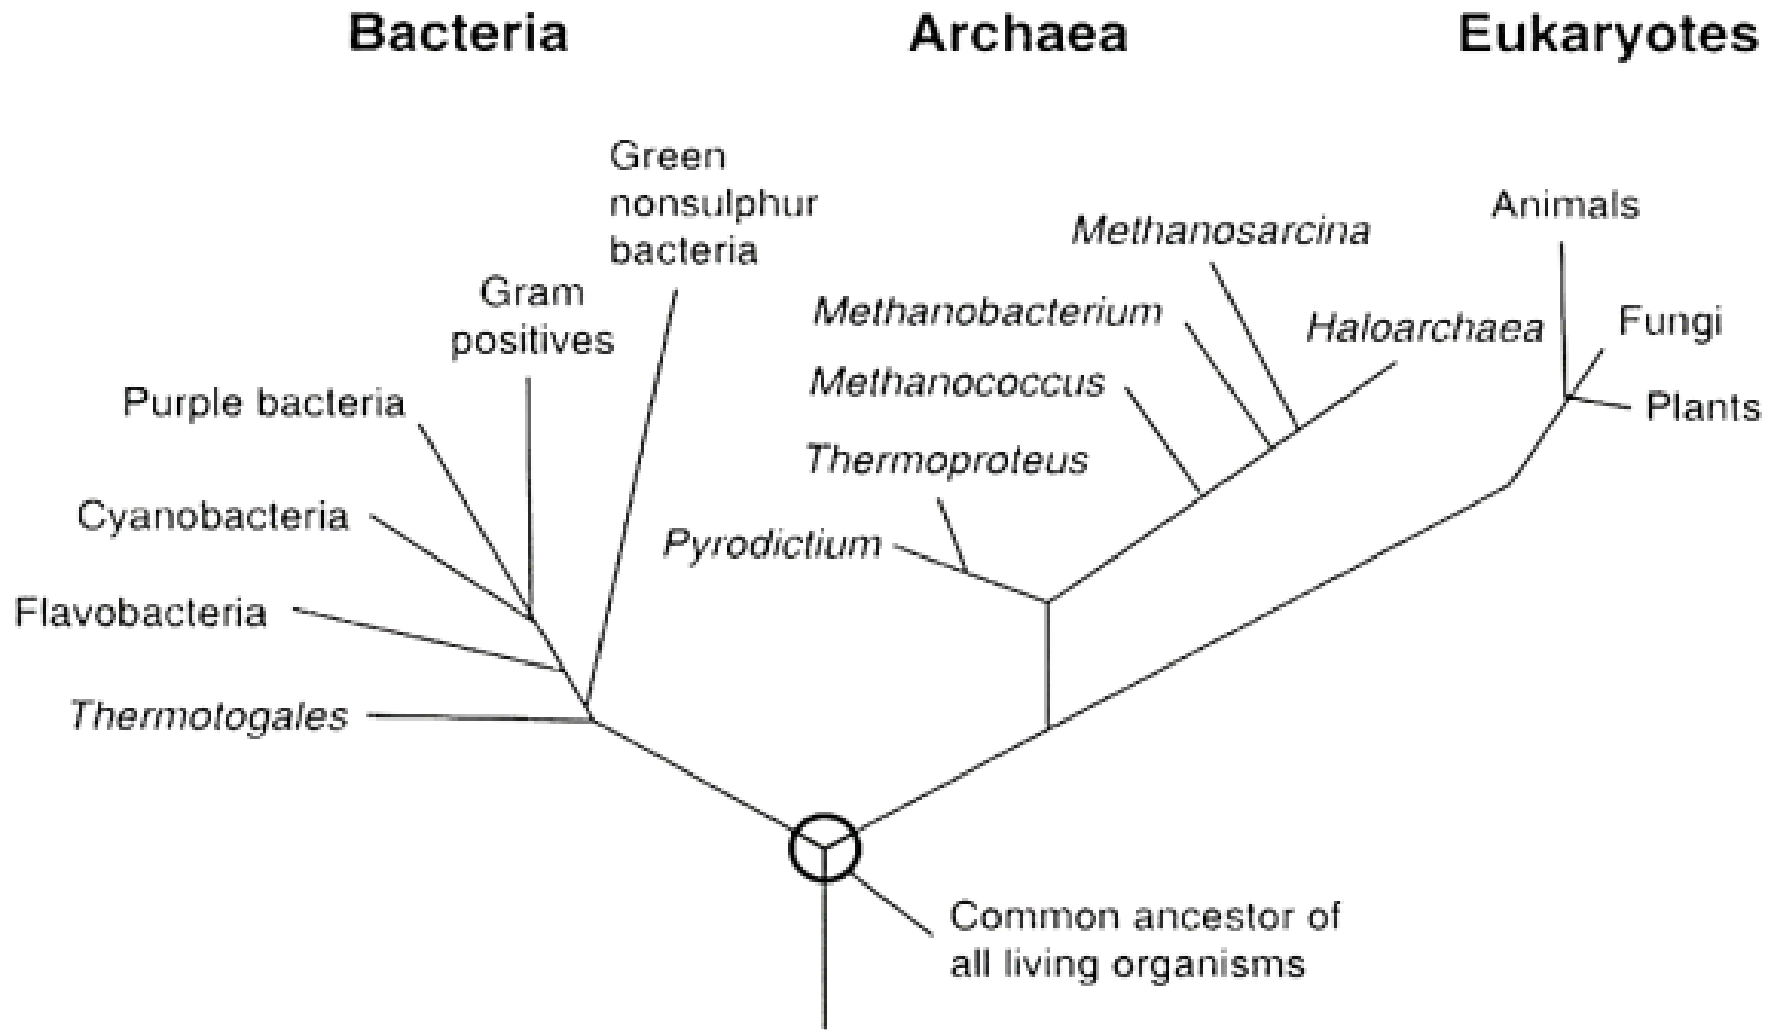 Bacteria
Archaea
Eukaryotes
Green
nonsulphur
bacteria
Gram
positives
Purple bacteria
Cyanobacteria
Flavobacteria
Thermotogales
Methanosarcina
Methanobacterium
Haloarchaea
Methanococcus
Thermoproteus
Pyrodictium
Animals
Fungi
Plants
Common ancestor of
all living organisms